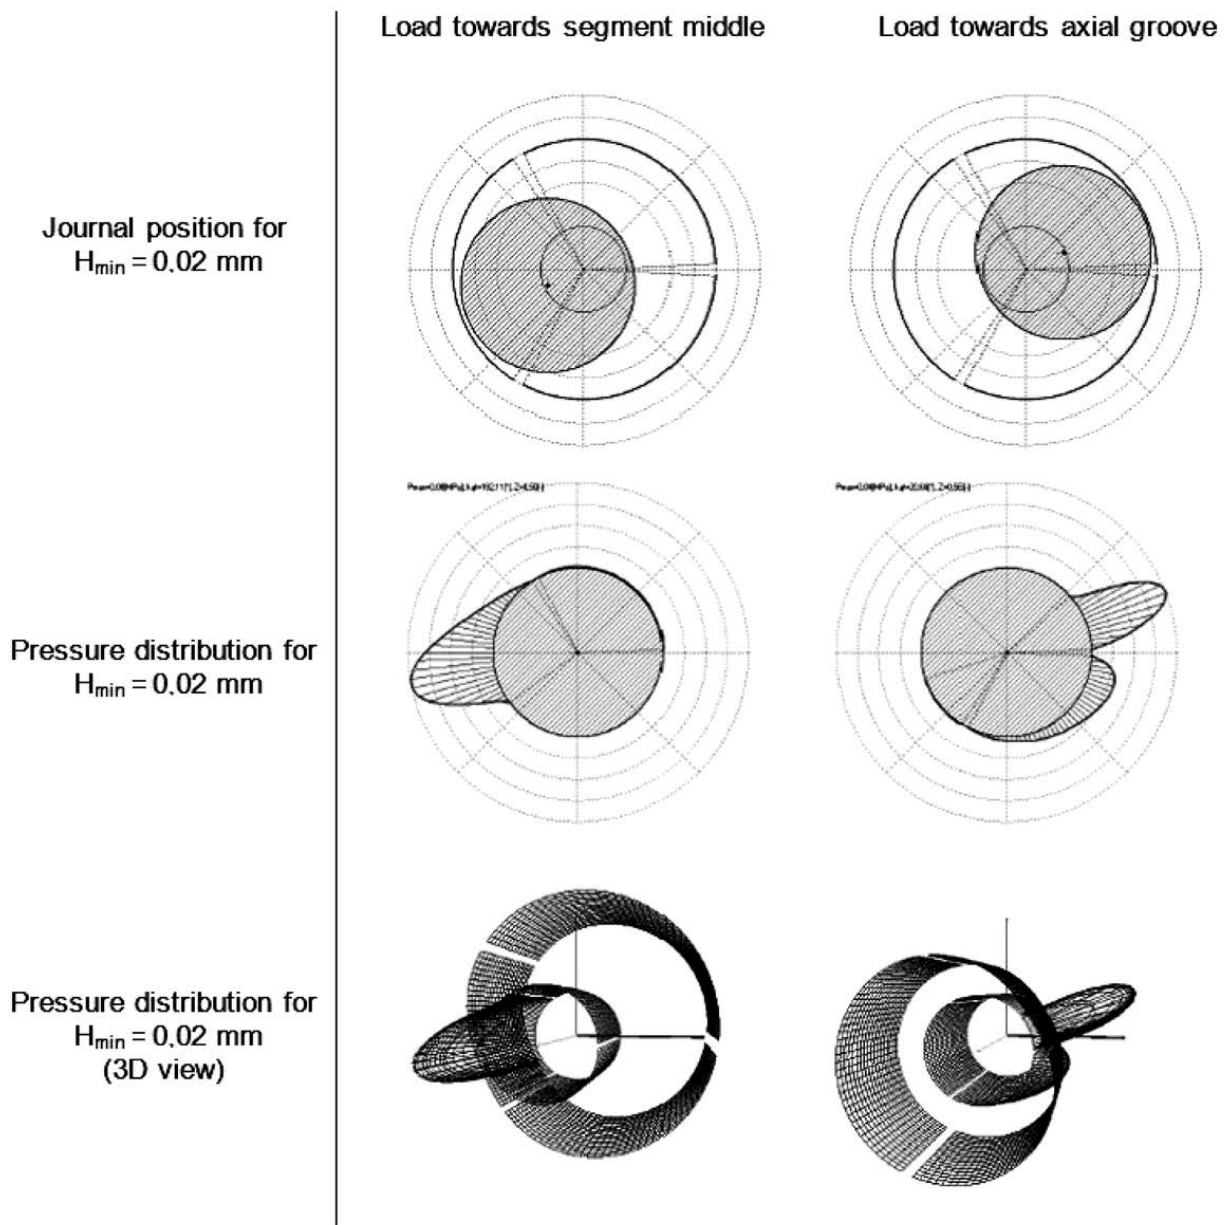 Load towards segment middle
Load towards axial groove
Journal position for
Hmin = 0,02 mm
Pressure distribution for
Hmin = 0,02 mm
Pressure distribution for
Hmin = 0,02 mm
(3D view)